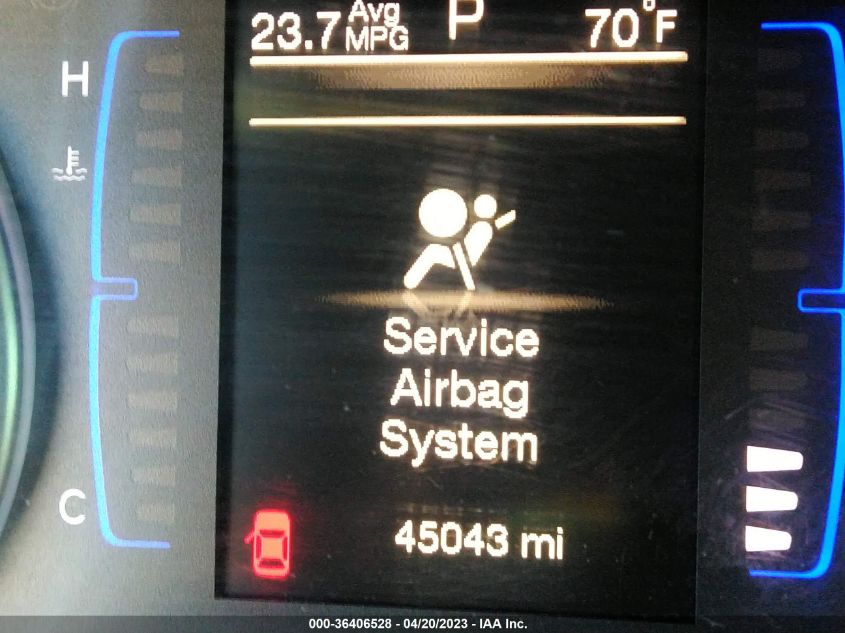 23.7 Avg MPG P 70°F
H
Service
Airbag
System
C
45043 mi
000-36406528 - 04/20/2023 - IAA Inc.